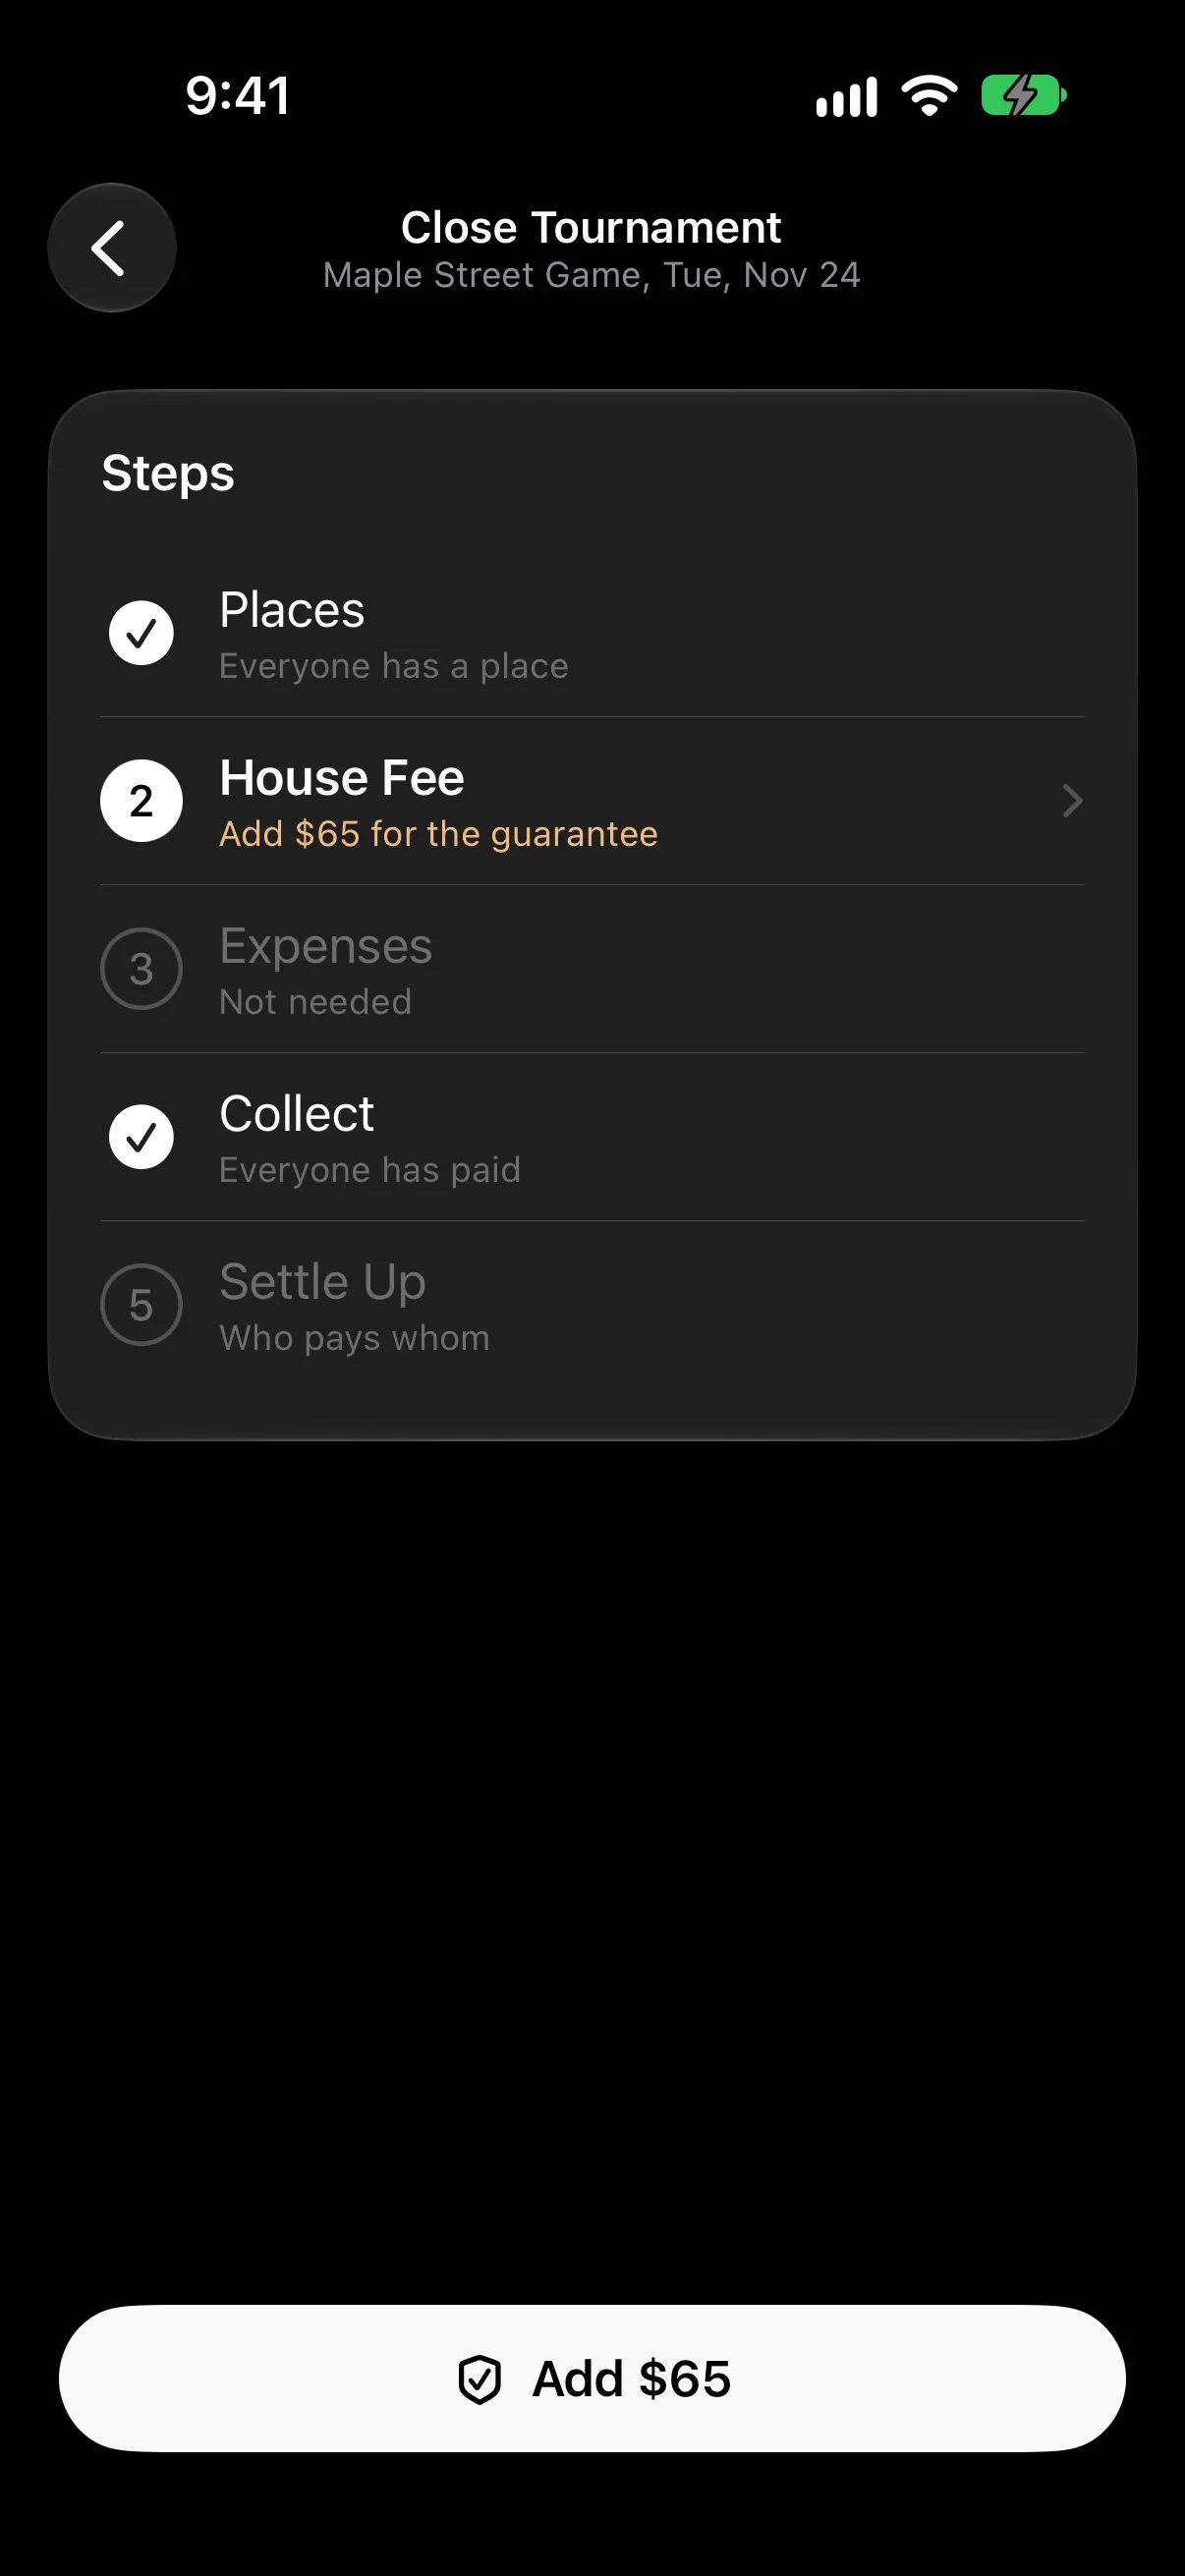 9:41
Close Tournament
Maple Street Game, Tue, Nov 24
Steps
Places
Everyone has a place
2
House Fee
Add $65 for the guarantee
3
Expenses
Not needed
Collect
Everyone has paid
5
Settle Up
Who pays whom
Add $65